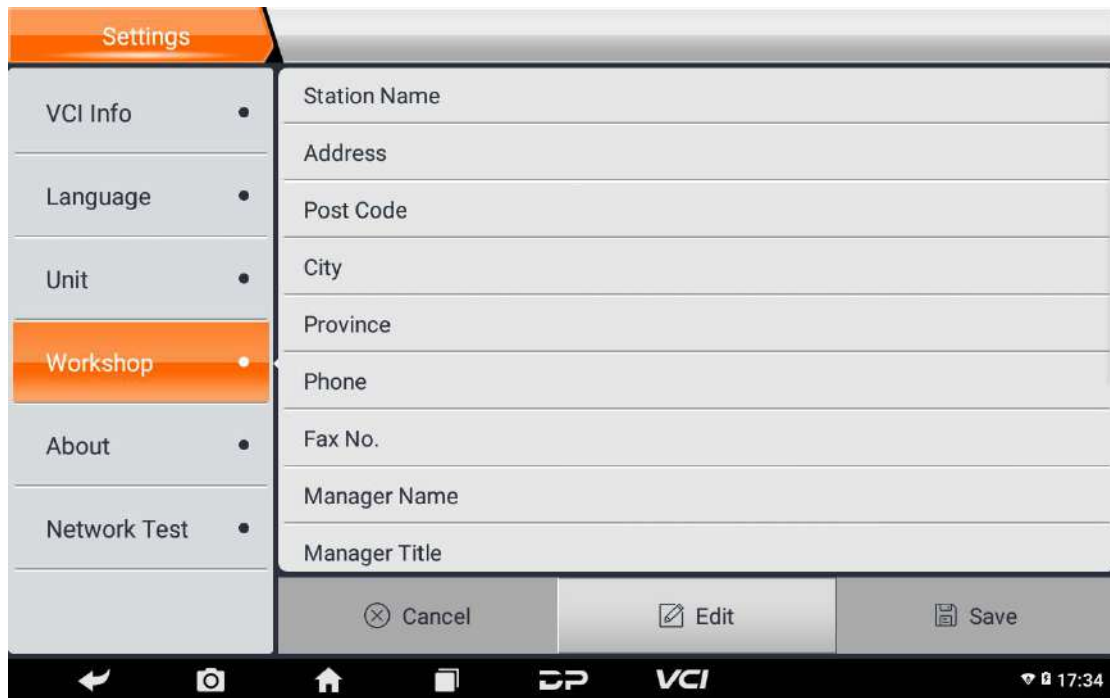 Settings
VCI Info
Language
Unit
Workshop
About
Network Test
Station Name
Address
Post Code
City
Province
Phone
Fax No.
Manager Name
Manager Title
Cancel
Edit
Save
DP
VCI
17:34